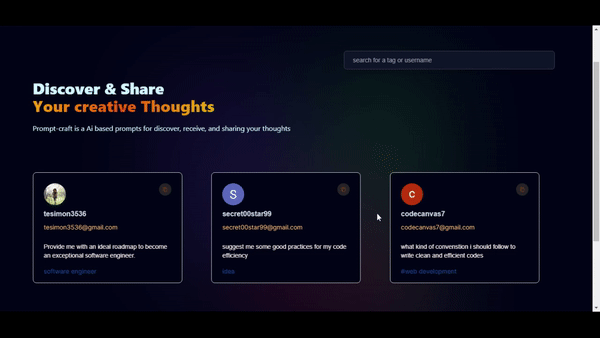 search for a tag or username
Discover & Share
Your creative Thoughts
Prompt-craft is a Ai based prompts for discover, receive, and sharing your thoughts
tesimon3536
tesimon3536@gmail.com
Provide me with an ideal roadmap to become
an exceptional software engineer.
software engineer
S
secret00star99
secret00star99@gmail.com
suggest me some good practices for my code
efficiency
idea
C
codecanvas7
codecanvas7@gmail.com
what kind of convenstion i should follow to
write clean and efficient codes
#web development